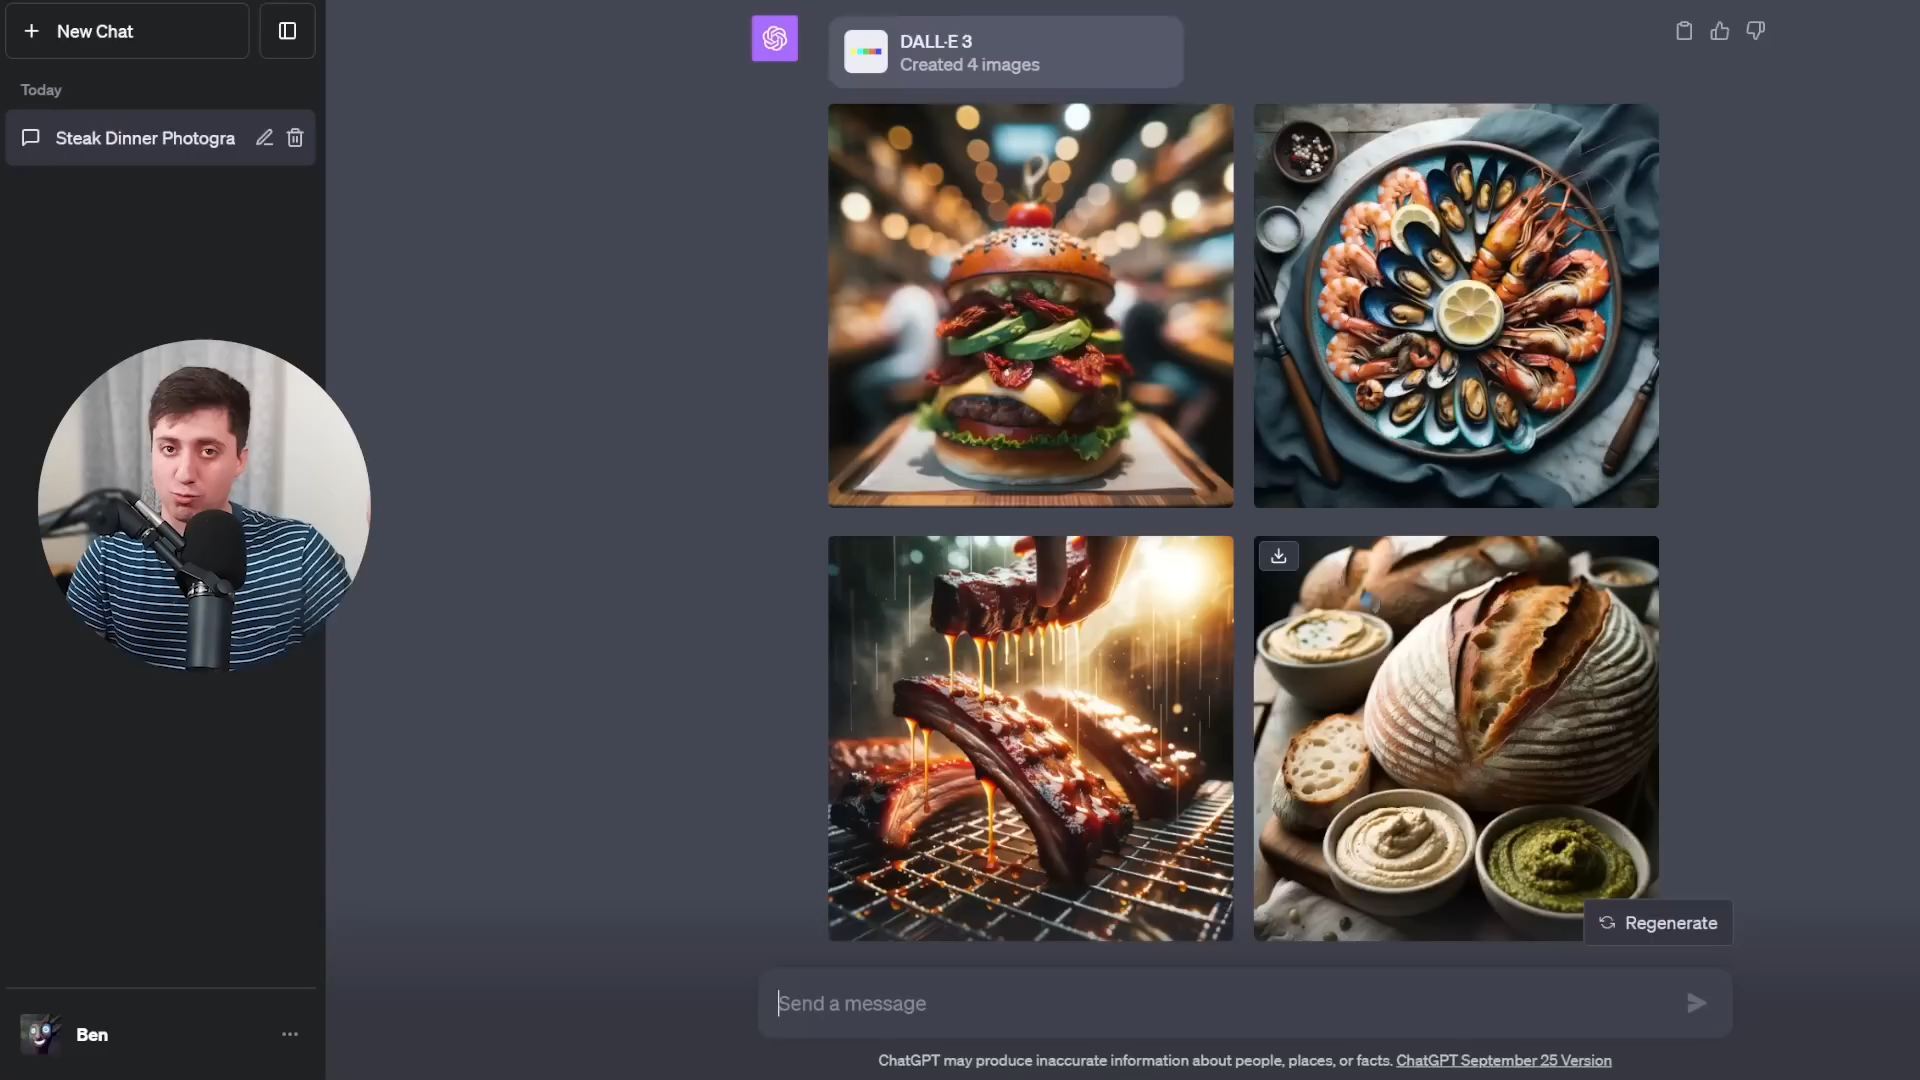 New Chat
Today
Steak Dinner Photogra
DALL·E 3
Created 4 images
Regenerate
Send a message
Ben
ChatGPT may produce inaccurate information about people, places, or facts. ChatGPT September 25 Version